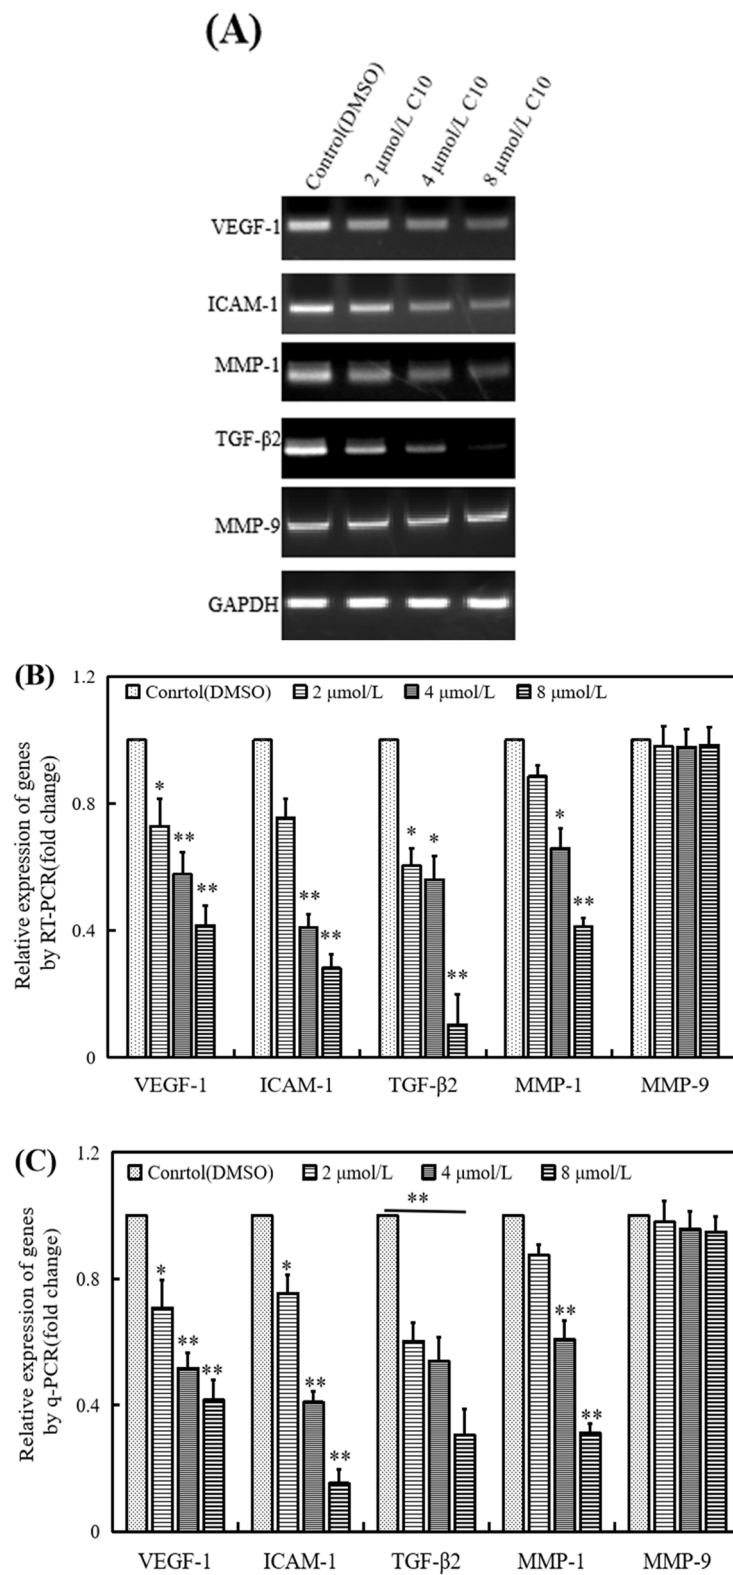 (A)
Control(DMSO)
2 μmol/L C10
4 μmol/L C10
8 μmol/L C10
VEGF-1
ICAM-1
MMP-1
TGF-β2
MMP-9
GAPDH
(B)
1.2
Conrtol(DMSO) 2 μmol/L 4 μmol/L 8 μmol/L
Relative expression of genes
by RT-PCR(fold change)
0.8
0.4
0
* ** **
** **
* * **
* **
VEGF-1 ICAM-1 TGF-β2 MMP-1 MMP-9
(C)
1.2
Conrtol(DMSO) 2 μmol/L 4 μmol/L 8 μmol/L
Relative expression of genes
by q-PCR(fold change)
0.8
0.4
0
* ** **
* ** **
**
** **
VEGF-1 ICAM-1 TGF-β2 MMP-1 MMP-9